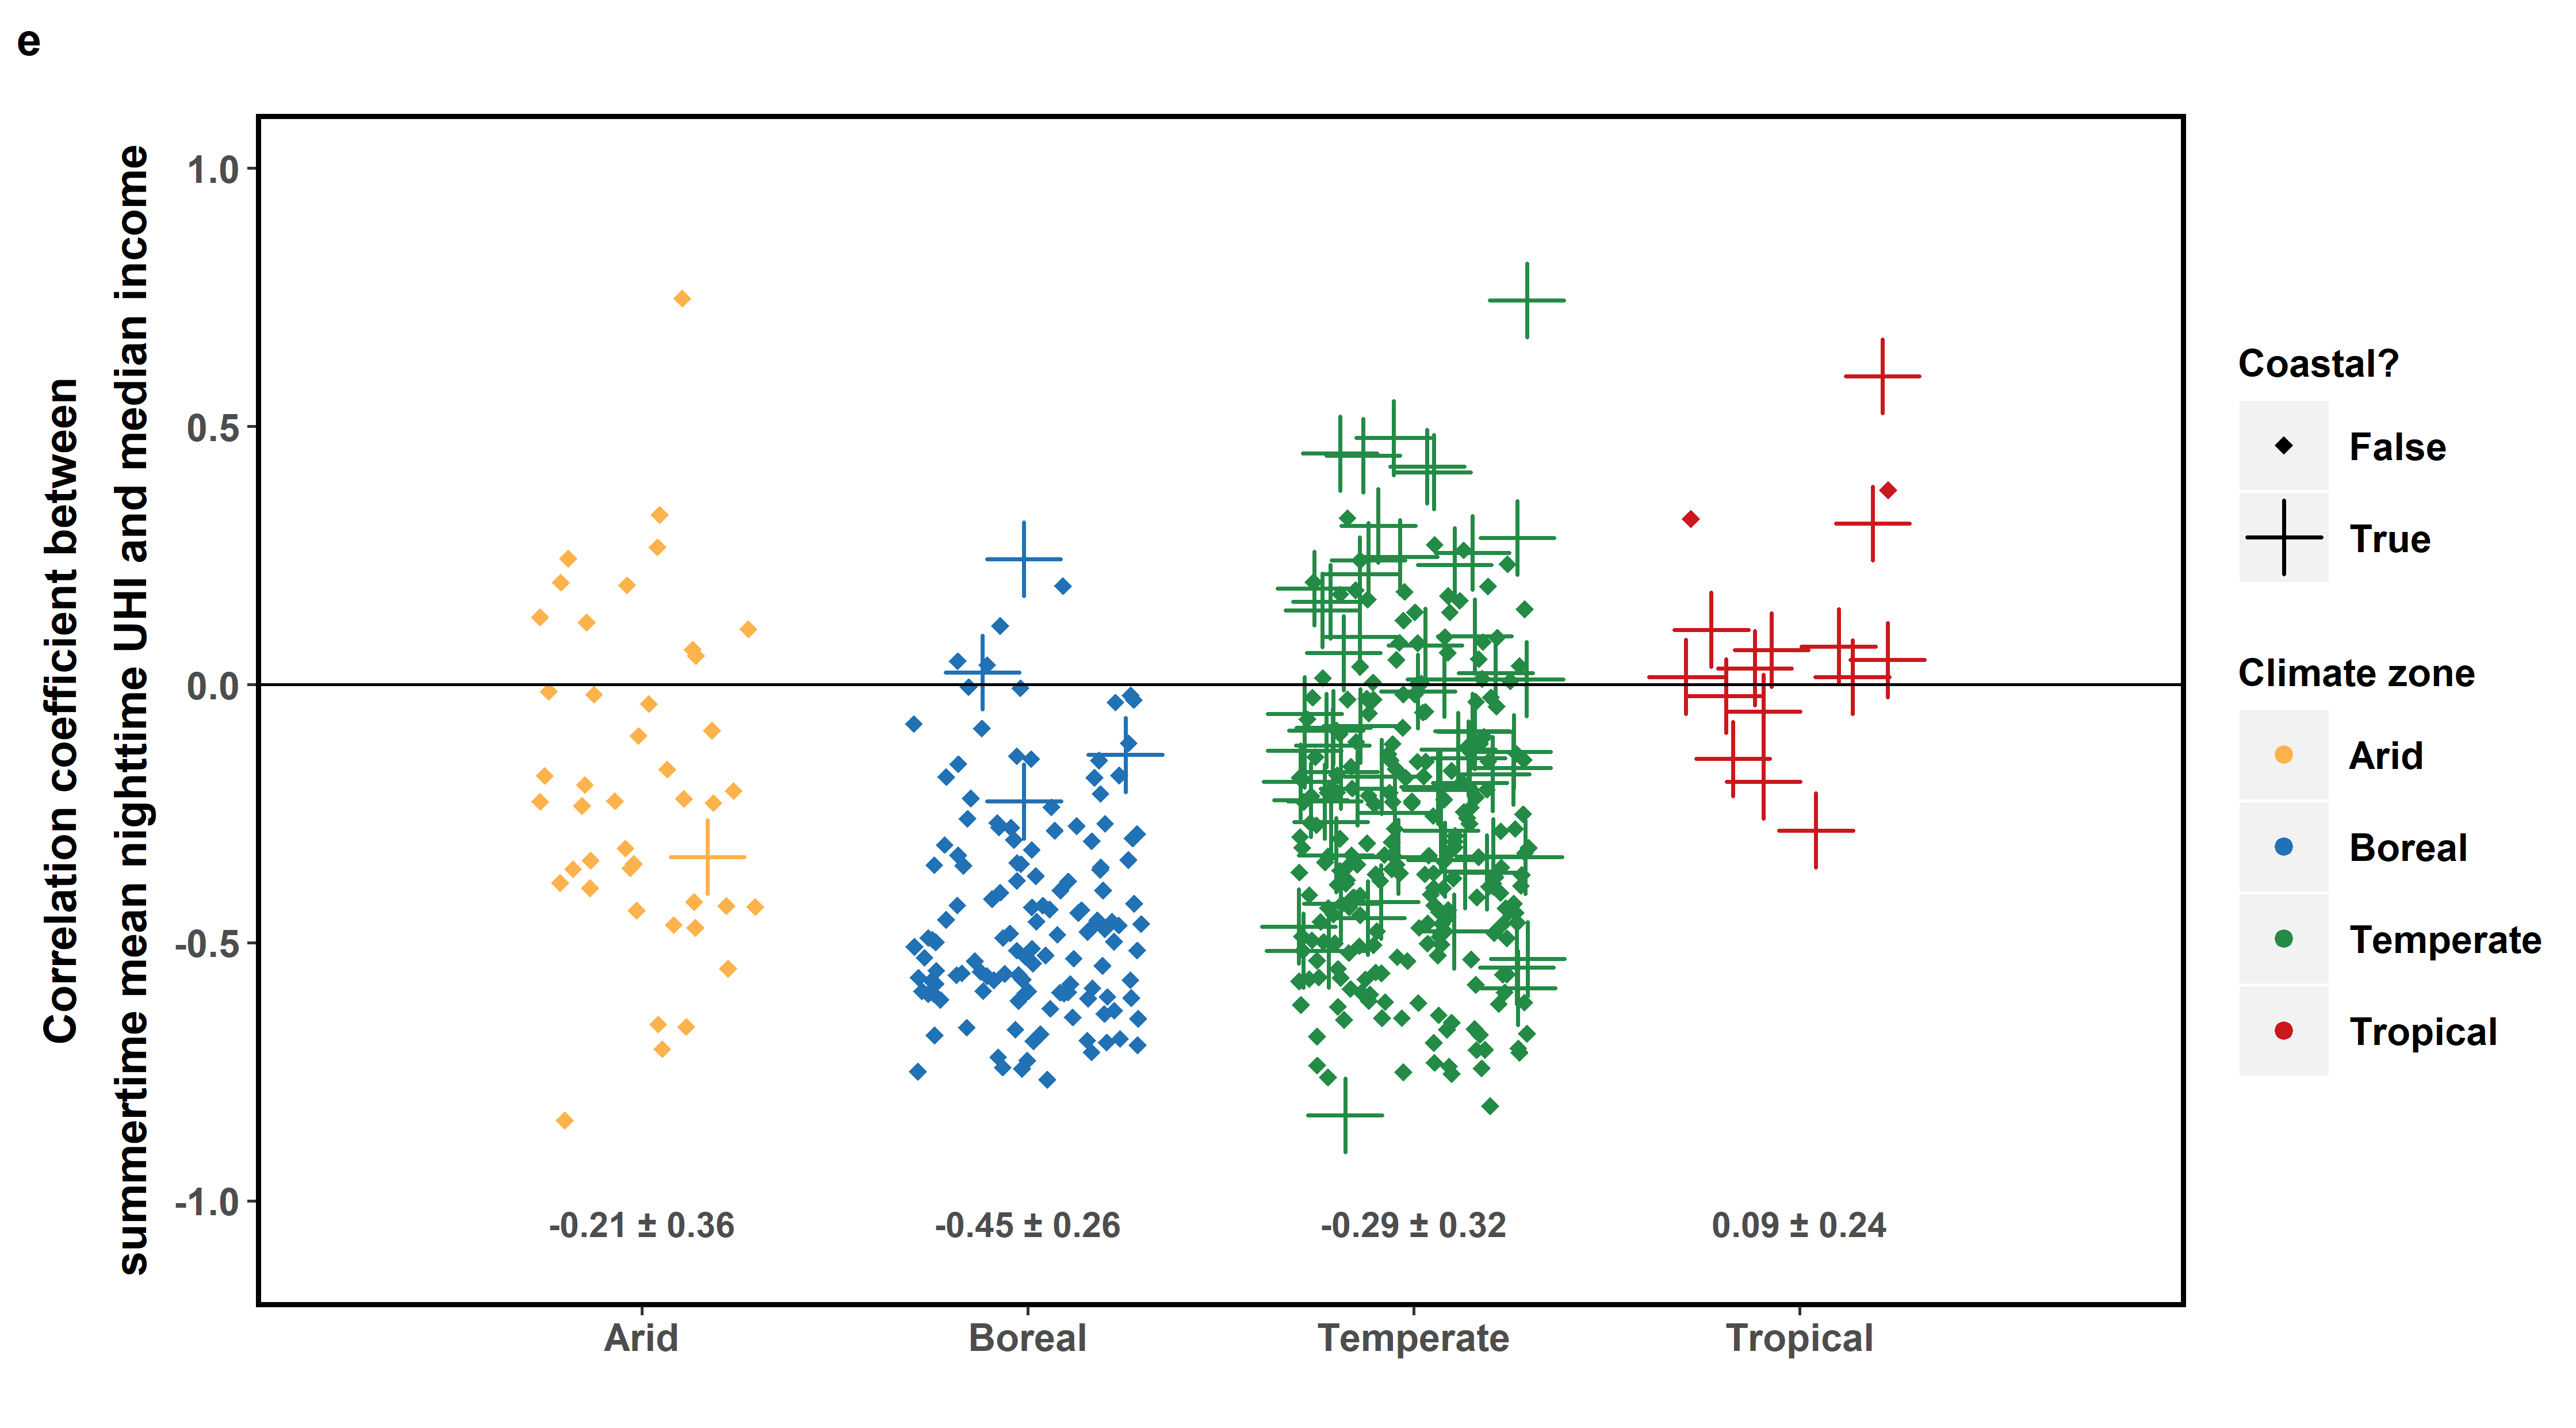 e
Correlation coefficient between
summertime mean nighttime UHI and median income
1.0
0.5
0.0
-0.5
-1.0
-0.21 ± 0.36
-0.45 ± 0.26
-0.29 ± 0.32
0.09 ± 0.24
Arid
Boreal
Temperate
Tropical
Coastal?
False
True
Climate zone
Arid
Boreal
Temperate
Tropical